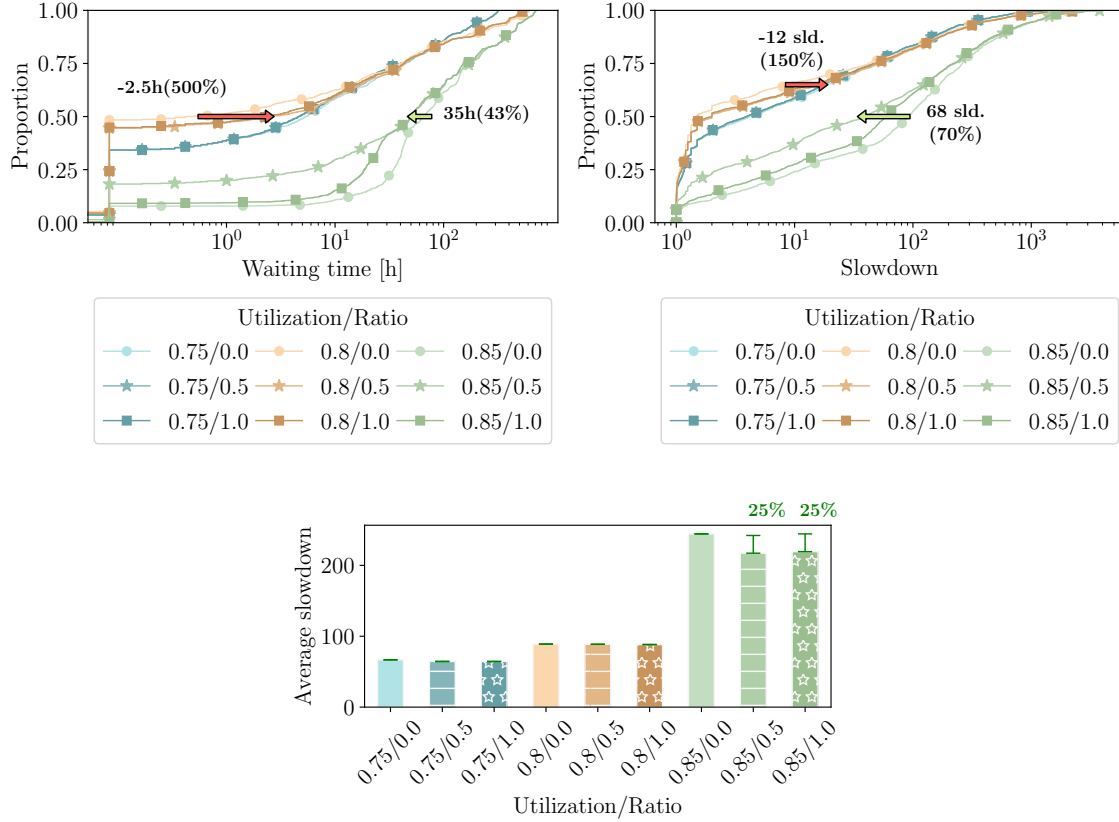 1.00
0.75
0.50
0.25
0.00
Proportion
-2.5h(500%)
35h(43%)
10^0
10^1
10^2
Waiting time [h]
1.00
0.75
0.50
0.25
0.00
Proportion
-12 sld.
(150%)
68 sld.
(70%)
10^0
10^1
10^2
10^3
Slowdown
Utilization/Ratio
0.75/0.0 0.8/0.0 0.85/0.0
0.75/0.5 0.8/0.5 0.85/0.5
0.75/1.0 0.8/1.0 0.85/1.0
Utilization/Ratio
0.75/0.0 0.8/0.0 0.85/0.0
0.75/0.5 0.8/0.5 0.85/0.5
0.75/1.0 0.8/1.0 0.85/1.0
25% 25%
Average slowdown
200
100
0
0.75/0.0
0.75/0.5
0.75/1.0
0.8/0.0
0.8/0.5
0.8/1.0
0.85/0.0
0.85/0.5
0.85/1.0
Utilization/Ratio